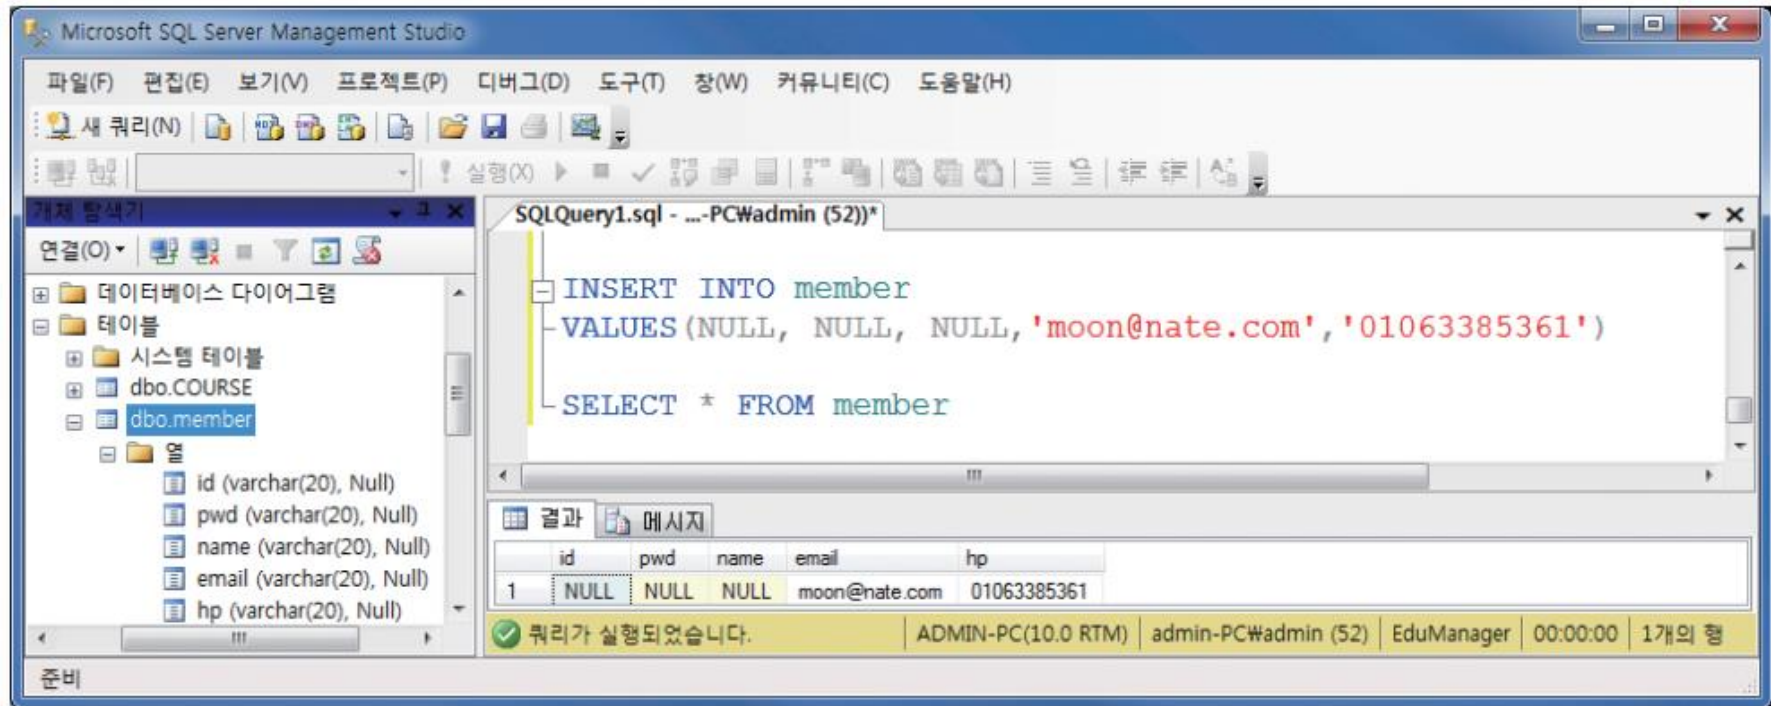 Microsoft SQL Server Management Studio
파일(F) 편집(E) 보기(V) 프로젝트(P) 디버그(D) 도구(T) 창(W) 커뮤니티(C) 도움말(H)
새 쿼리(N)
실행(X)
개체 탐색기
연결(O)
데이터베이스 다이어그램
테이블
시스템 테이블
dbo.COURSE
dbo.member
열
id (varchar(20), Null)
pwd (varchar(20), Null)
name (varchar(20), Null)
email (varchar(20), Null)
hp (varchar(20), Null)
SQLQuery1.sql - ...-PC₩admin (52))*
INSERT INTO member
VALUES(NULL, NULL, NULL,'moon@nate.com','01063385361')
SELECT * FROM member
결과 메시지
id pwd name email hp
1 NULL NULL NULL moon@nate.com 01063385361
쿼리가 실행되었습니다. ADMIN-PC(10.0 RTM) admin-PC₩admin (52) EduManager 00:00:00 1개의 행
준비